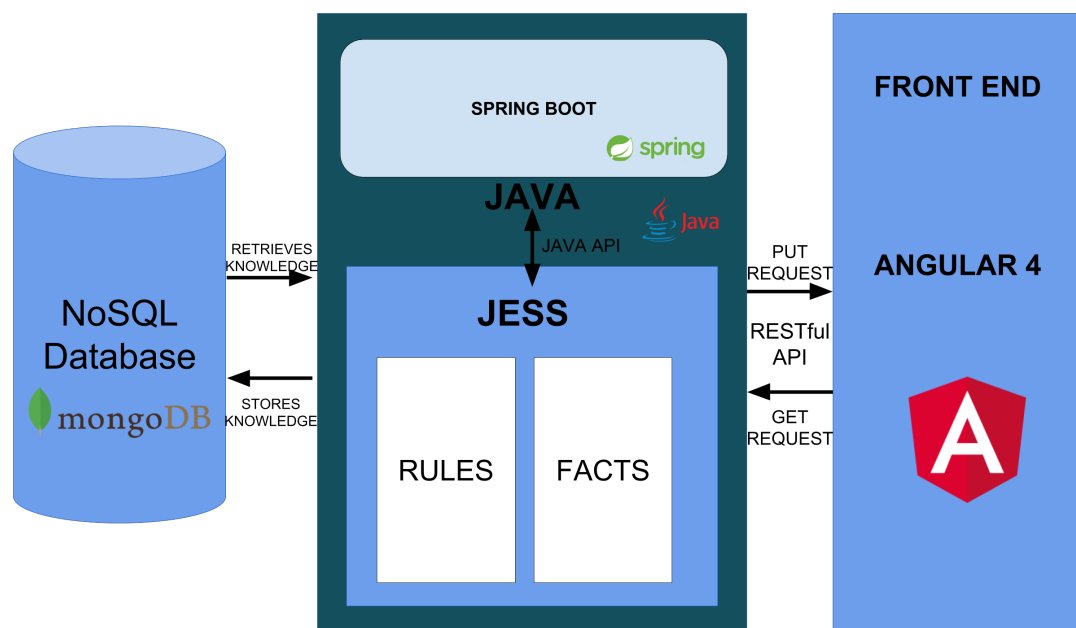 SPRING BOOT
spring
JAVA
Java
JAVA API
JESS
RULES
FACTS
RETRIEVES
KNOWLEDGE
NoSQL
Database
mongoDB
STORES
KNOWLEDGE
PUT
REQUEST
RESTful
API
GET
REQUEST
FRONT END
ANGULAR 4
A